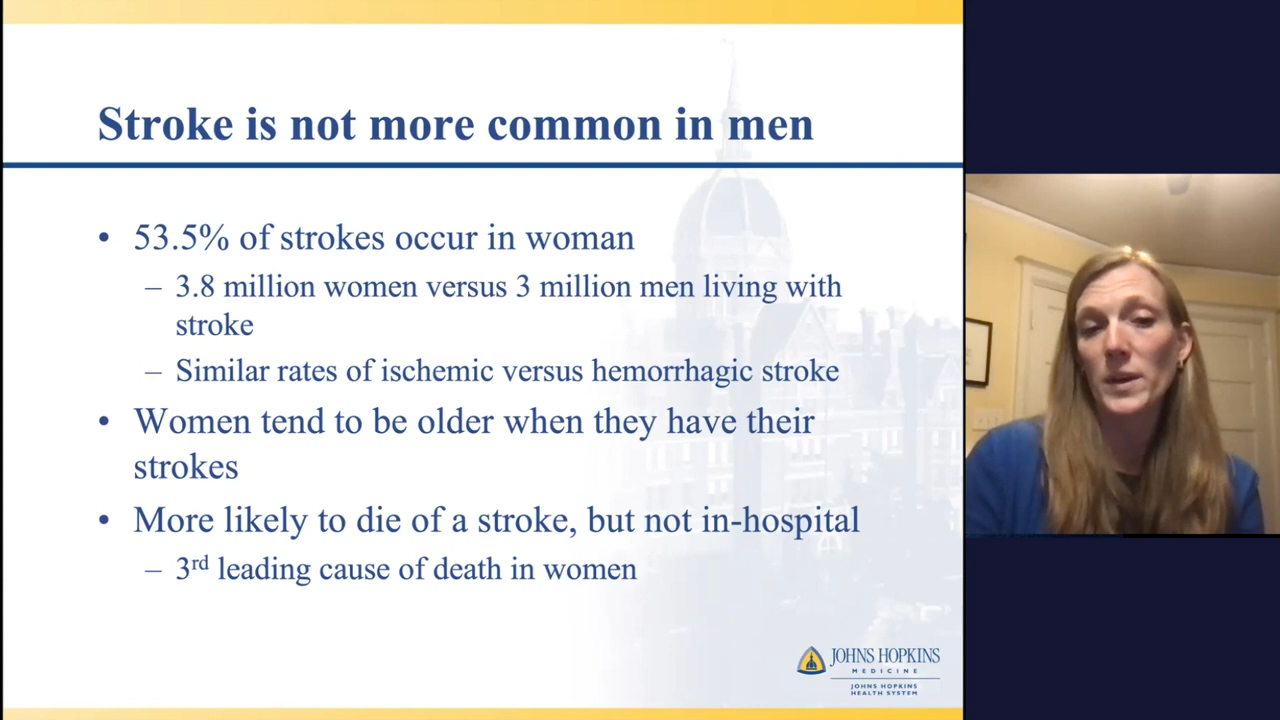 Stroke is not more common in men
• 53.5% of strokes occur in woman
– 3.8 million women versus 3 million men living with
stroke
– Similar rates of ischemic versus hemorrhagic stroke
• Women tend to be older when they have their
strokes
• More likely to die of a stroke, but not in-hospital
– 3rd leading cause of death in women
JOHNS HOPKINS
MEDICINE
JOHNS HOPKINS
HEALTH SYSTEM